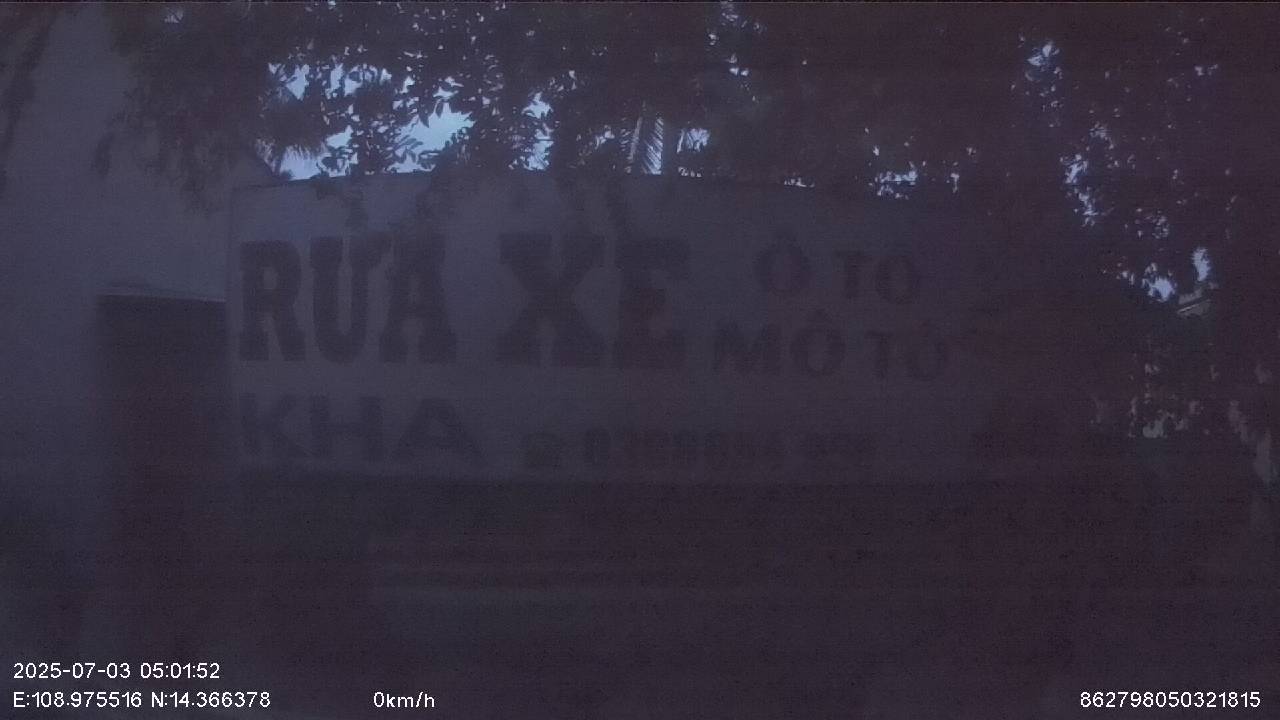 RỬA XE Ô TÔ
MÔ TÔ
KHA ☎
2025-07-03 05:01:52
E:108.975516 N:14.366378 0km/h 862798050321815